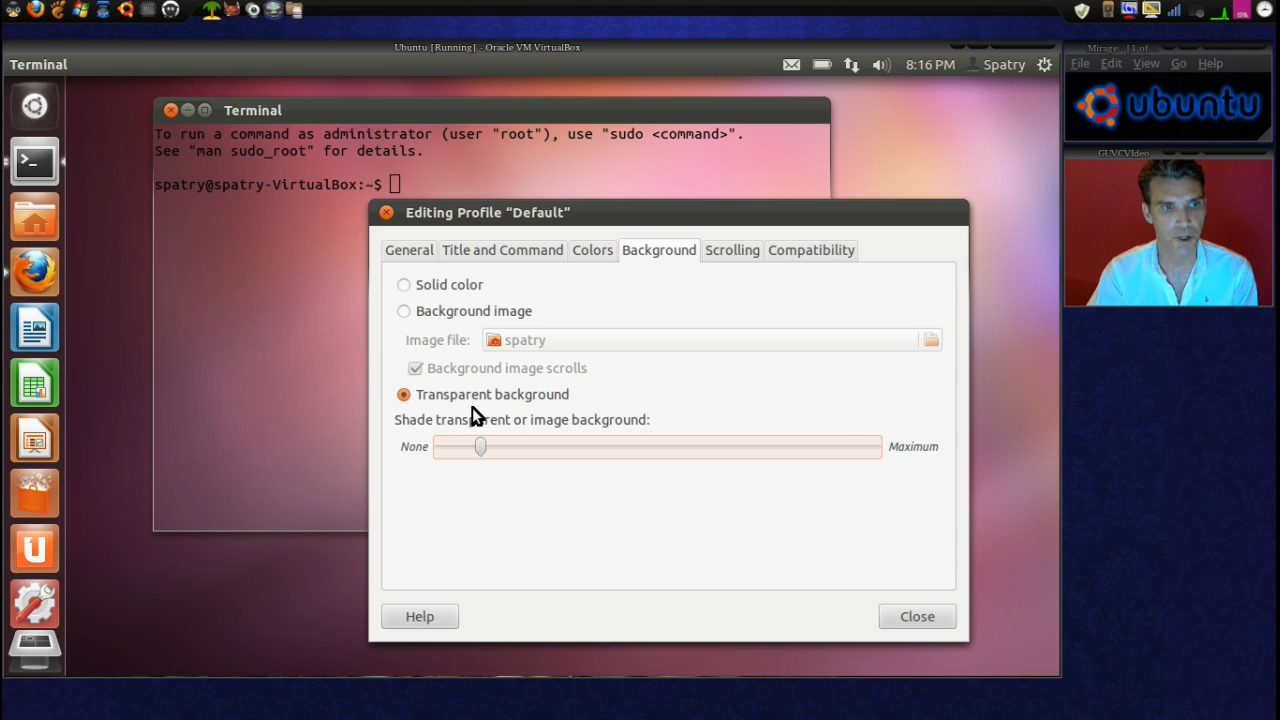 Ubuntu [Running] - Oracle VM VirtualBox
Terminal
8:16 PM
Spatry
Mirage...[1 of ...
File Edit View Go Help
ubuntu
GUVCVIdeo
Terminal
To run a command as administrator (user "root"), use "sudo <command>".
See "man sudo_root" for details.
spatry@spatry-VirtualBox:~$
Editing Profile “Default”
General Title and Command Colors Background Scrolling Compatibility
Solid color
Background image
Image file: spatry
Background image scrolls
Transparent background
Shade transparent or image background:
None Maximum
Help Close